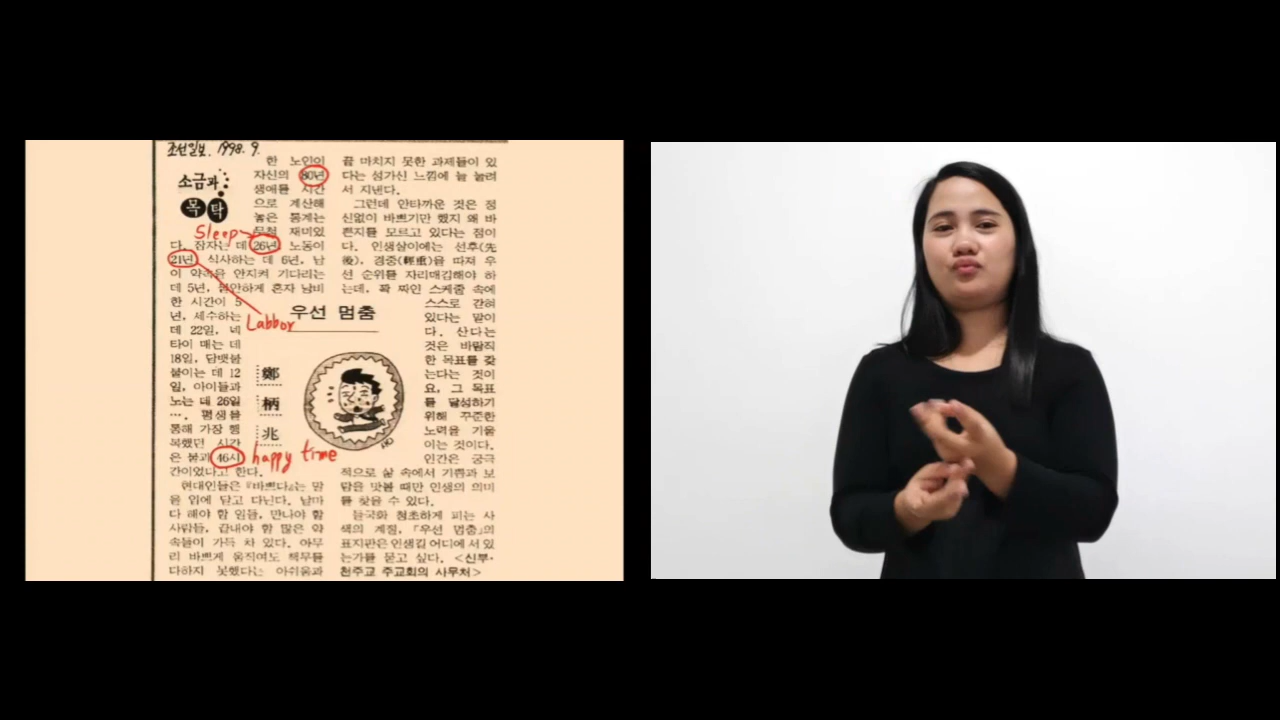 조선일보. 1998. 9.
소금과
목탁
한 노인이
자신의 80년
생애를 시간
으로 계산해
놓은 통계는
무척 재미있
Sleep
다. 잠자는 데 26년 노동이
21년 식사하는 데 6년, 남
이 약속을 안지켜 기다리는
데 5년, 불안하게 혼자 낭비
한 시간이 5
년, 세수하는
데 22일, 네
타이 매는 데
18일, 담뱃불
붙이는 데 12
일, 아이들과
노는 데 26일
…. 평생을
통해 가장 행
복했던 시간
은 불과 46시
간이었다고 한다.
Labbor
happy time
우선 멈춤
鄭
柄
兆
현대인들은 『바쁘다』는 말
을 입에 달고 다닌다. 날마
다 해야 할 일들, 만나야 할
사람들, 끝내야 할 많은 약
속들이 가득 차 있다. 아무
리 바쁘게 움직여도 책무를
다하지 못했다는 아쉬움과
끝 마치지 못한 과제들이 있
다는 성가신 느낌에 늘 눌려
서 지낸다.
그런데 안타까운 것은 정
신없이 바쁘기만 했지 왜 바
쁜지를 모르고 있다는 점이
다. 인생살이에는 선후(先
後), 경중(輕重)을 따져 우
선 순위를 자리매김해야 하
는데, 꽉 짜인 스케줄 속에
스스로 갇혀
있다는 말이
다. 산다는
것은 바람직
한 목표를 갖
는다는 것이
요, 그 목표
를 달성하기
위해 꾸준한
노력을 기울
이는 것이다.
인간은 궁극
적으로 삶 속에서 기쁨과 보
람을 맛볼 때만 인생의 의미
를 찾을 수 있다.
들국화 청초하게 피는 사
색의 계절, 「우선 멈춤」의
표지판은 인생길 어디에 서 있
는가를 묻고 싶다. <신부·
천주교 주교회의 사무처>